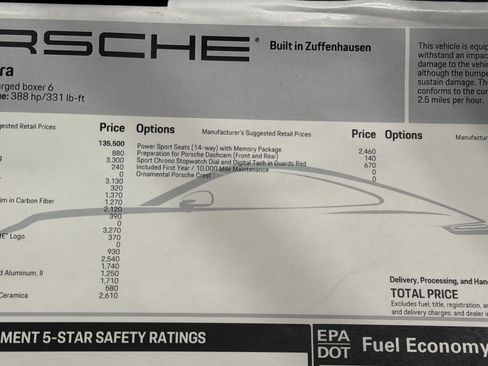 RSCHE® Built in Zuffenhausen
This vehicle is equip
withstand an impac
damage to the vehic
although the bumpe
sustain damage. The
conforms to the cur
2.5 miles per hour.
ra
rged boxer 6
ue: 388 hp/331 lb-ft
ggested Retail Prices Price Options Manufacturer's Suggested Retail Prices Price Options
135,500 Power Sport Seats (14-way) with Memory Package 2,460
880 Preparation for Porsche Dashcam (Front and Rear) 140
3,300 Sport Chrono Stopwatch Dial and Digital Tach in Guards Red 670
240 Included First Year / 10,000 Mile Maintenance 0
0 Ornamental Porsche Crest 0
3,130
320
1,370
im in Carbon Fiber 1,270
2,120
390
0
3,270
HE™ Logo 370
0
930
2,540
1,740
d Aluminum, II 1,250
1,710
580
Ceramica 2,610
Delivery, Processing, and Hand
TOTAL PRICE
Excludes fuel; title, registration, a
and delivery charges; and dealer in
MENT 5-STAR SAFETY RATINGS
EPA
DOT Fuel Economy